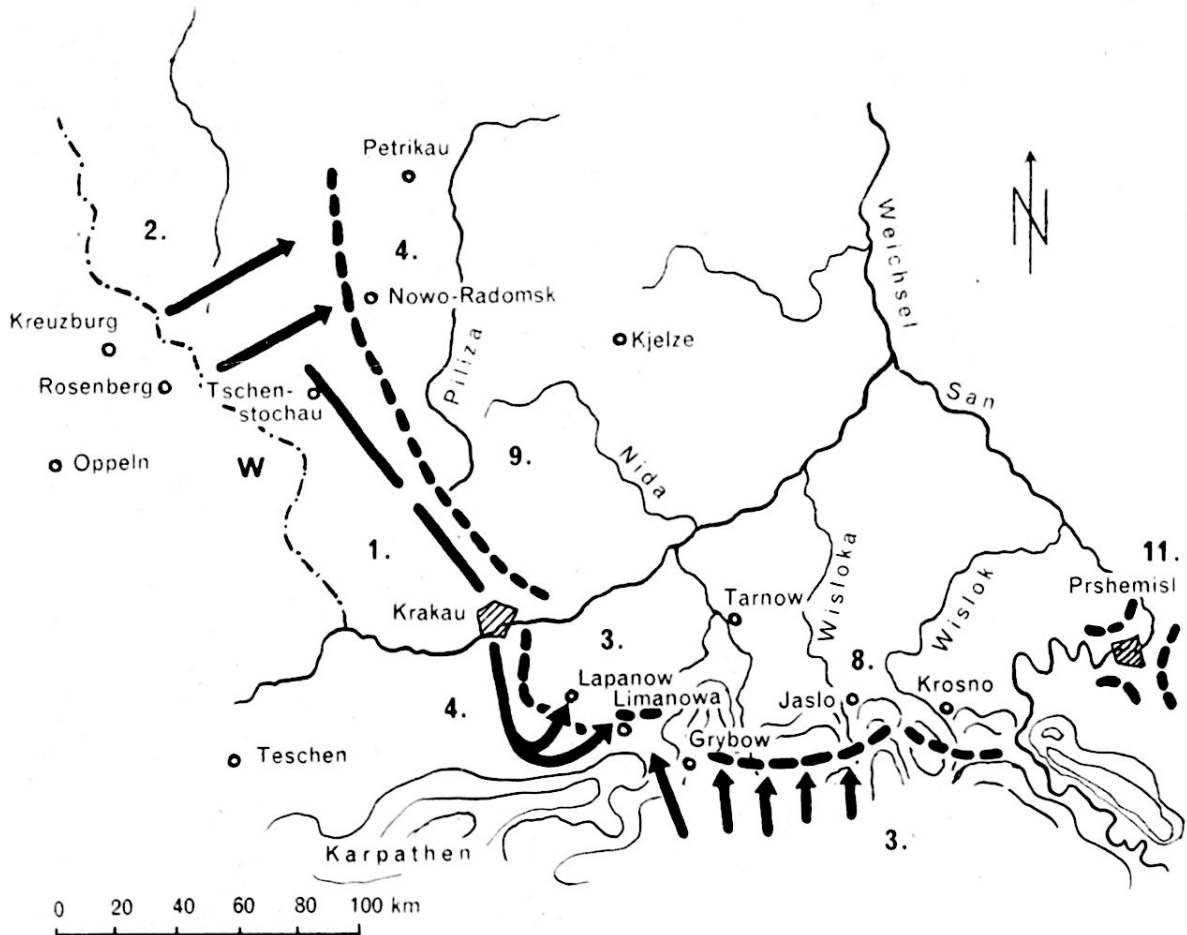 Petrikau
N
2.
4.
Weichsel
Nowo-Radomsk
Kreuzburg
Piliza
Kjelze
Rosenberg
Tschen-
stochau
San
W
Oppeln
9.
Nida
1.
Wisloka
Wislok
11.
Prshemisl
Krakau
Tarnow
3.
8.
Lapanow
Limanowa
Jaslo
Krosno
4.
Grybow
Teschen
3.
Karpathen
0 20 40 60 80 100 km